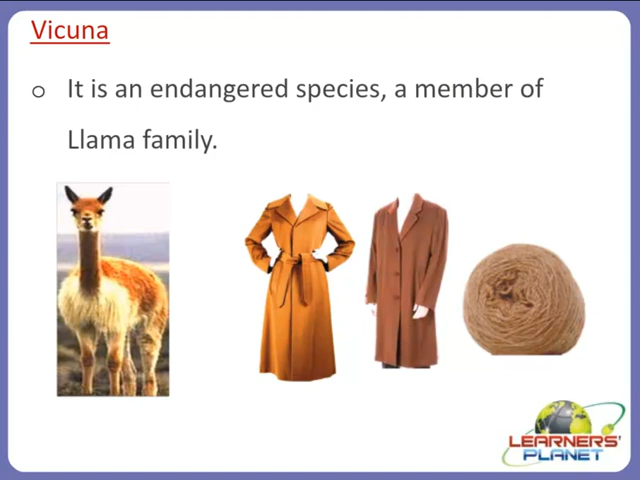 Vicuna
o It is an endangered species, a member of
Llama family.
LEARNERS'
PLANET